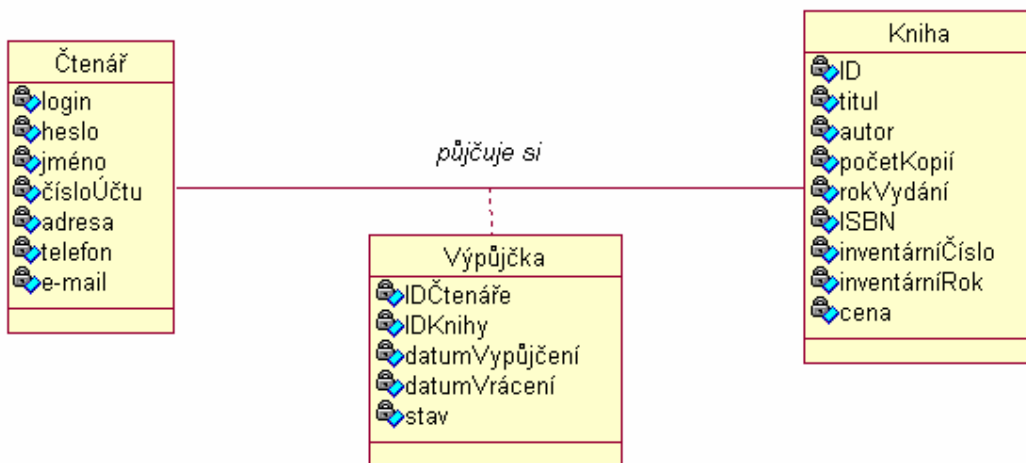 Čtenář
login
heslo
jméno
čísloÚčtu
adresa
telefon
e-mail
půjčuje si
Výpůjčka
IDČtenáře
IDKnihy
datumVypůjčení
datumVrácení
stav
Kniha
ID
titul
autor
početKopií
rokVydání
ISBN
inventárníČíslo
inventárníRok
cena